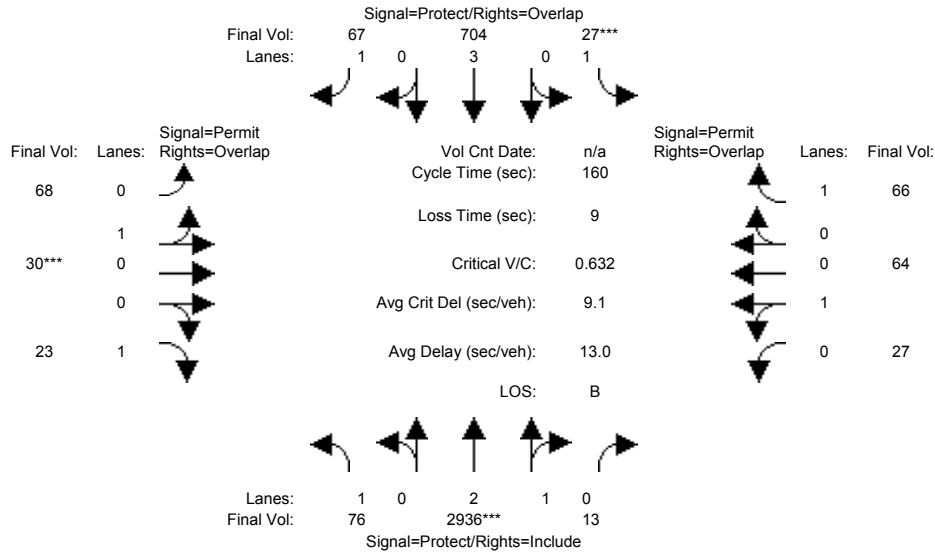 Signal=Protect/Rights=Overlap
Final Vol: 67 704 27***
Lanes: 1 0 3 0 1
Signal=Permit
Final Vol: Lanes: Rights=Overlap
Vol Cnt Date: n/a
Signal=Permit
Rights=Overlap Lanes: Final Vol:
Cycle Time (sec): 160
68 0
1 66
Loss Time (sec): 9
1
0
30*** 0
Critical V/C: 0.632
0 64
0
Avg Crit Del (sec/veh): 9.1
1
23 1
Avg Delay (sec/veh): 13.0
0 27
LOS: B
Lanes: 1 0 2 1 0
Final Vol: 76 2936*** 13
Signal=Protect/Rights=Include